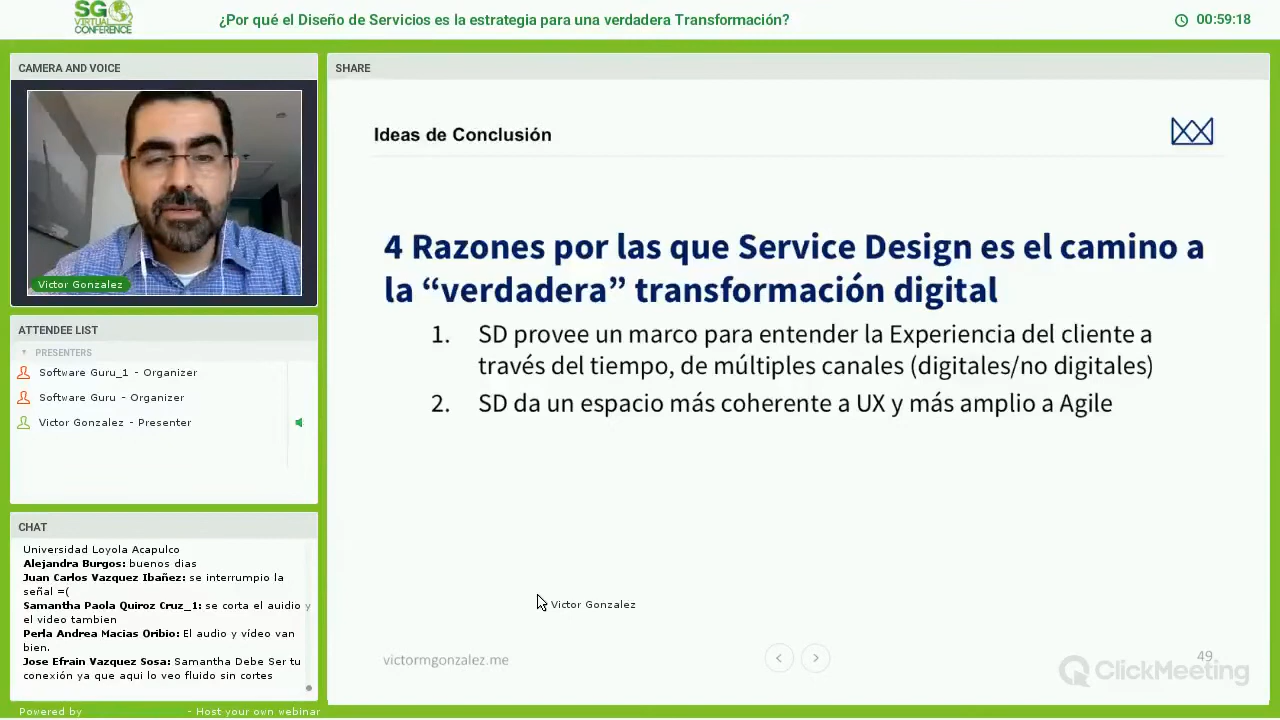 SG
VIRTUAL
CONFERENCE
¿Por qué el Diseño de Servicios es la estrategia para una verdadera Transformación?
00:59:18
CAMERA AND VOICE
Victor Gonzalez
ATTENDEE LIST
PRESENTERS
Software Guru_1 - Organizer
Software Guru - Organizer
Victor Gonzalez - Presenter
CHAT
Universidad Loyola Acapulco
Alejandra Burgos: buenos dias
Juan Carlos Vazquez Ibañez: se interrumpio la
señal =(
Samantha Paola Quiroz Cruz_1: se corta el auidio y
el video tambien
Perla Andrea Macias Oribio: El audio y vídeo van
bien.
Jose Efrain Vazquez Sosa: Samantha Debe Ser tu
conexión ya que aqui lo veo fluido sin cortes
Powered by - Host your own webinar
SHARE
Ideas de Conclusión
4 Razones por las que Service Design es el camino a
la “verdadera” transformación digital
1. SD provee un marco para entender la Experiencia del cliente a
través del tiempo, de múltiples canales (digitales/no digitales)
2. SD da un espacio más coherente a UX y más amplio a Agile
Victor Gonzalez
victormgonzalez.me
49
ClickMeeting